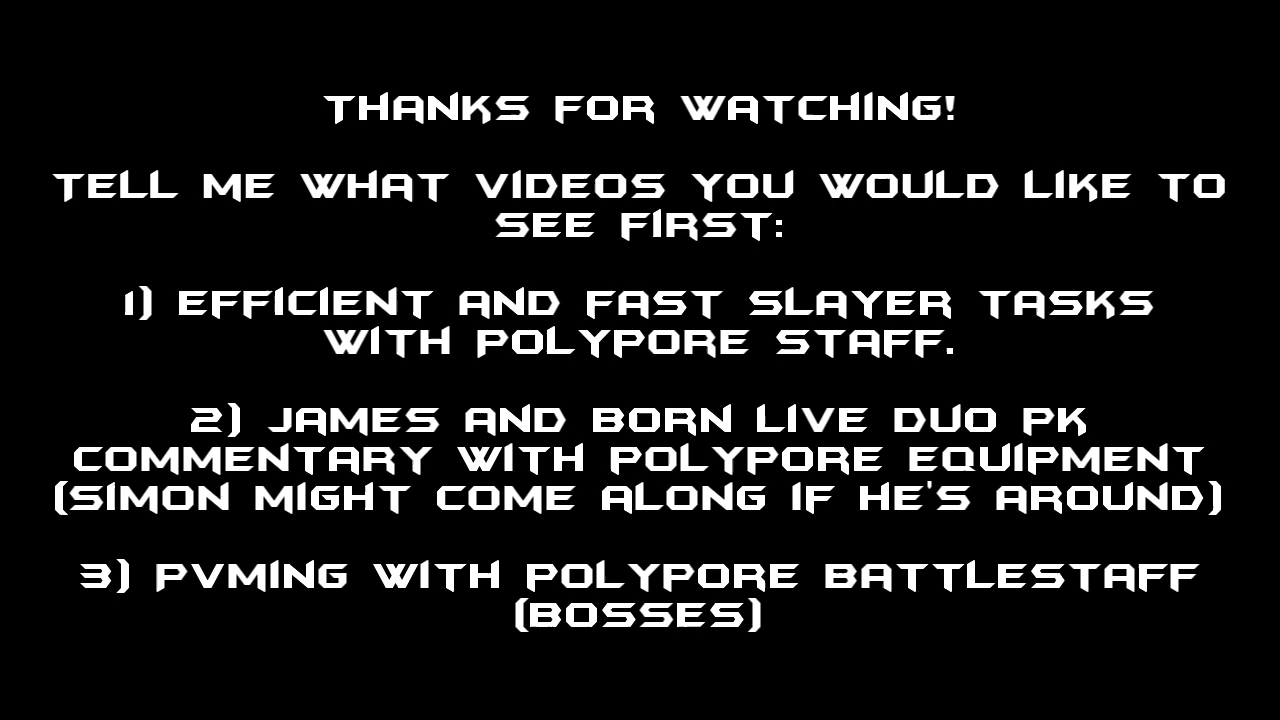 THANKS FOR WATCHING!
TELL ME WHAT VIDEOS YOU WOULD LIKE TO
SEE FIRST:
1) EFFICIENT AND FAST SLAYER TASKS
WITH POLYPORE STAFF.
2) JAMES AND BORN LIVE DUO PK
COMMENTARY WITH POLYPORE EQUIPMENT
(SIMON MIGHT COME ALONG IF HE'S AROUND)
3) PVMING WITH POLYPORE BATTLESTAFF
(BOSSES)